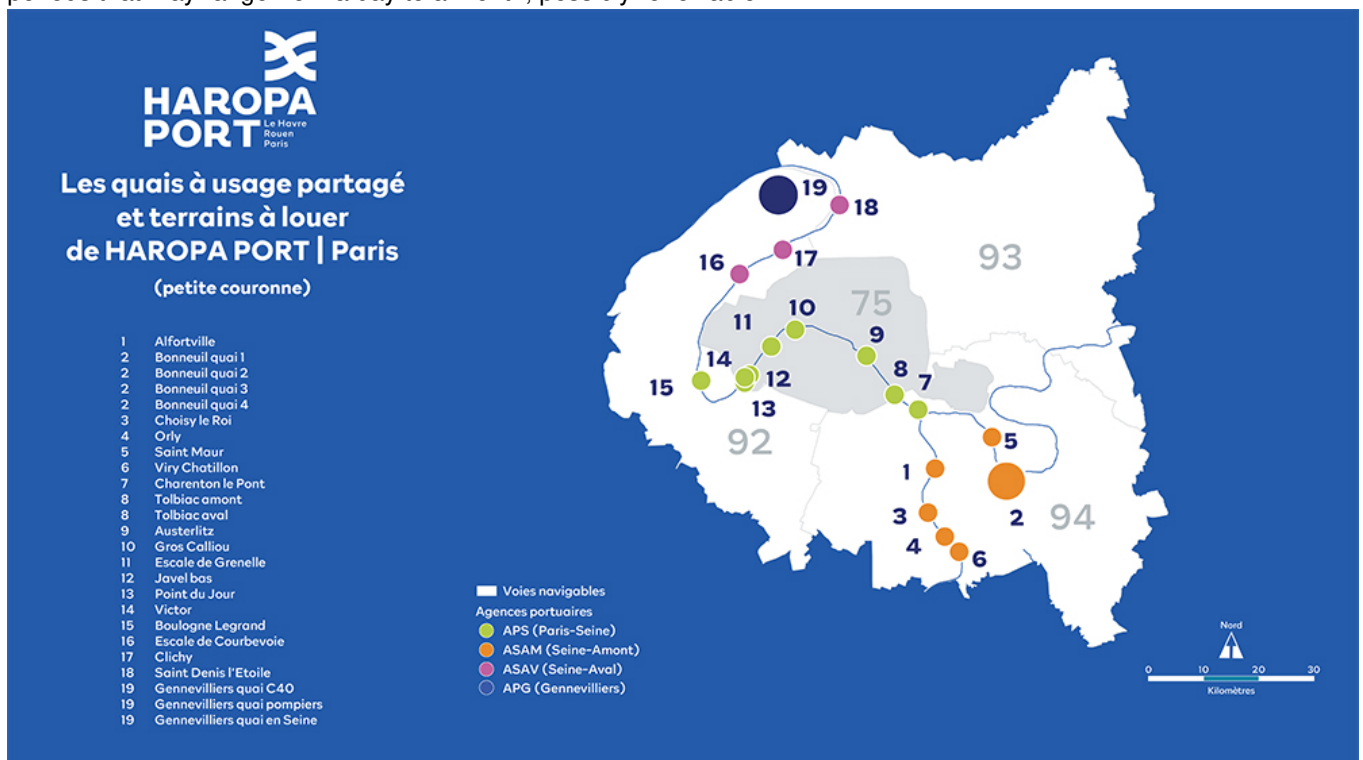 HAROPA
PORT
Le Havre
Rouen
Paris
Les quais à usage partagé
et terrains à louer
de HAROPA PORT | Paris
(petite couronne)
1 Alfortville
2 Bonneuil quai 1
2 Bonneuil quai 2
2 Bonneuil quai 3
2 Bonneuil quai 4
3 Choisy le Roi
4 Orly
5 Saint Maur
6 Viry Chatillon
7 Charenton le Pont
8 Tolbiac amont
8 Tolbiac aval
9 Austerlitz
10 Gros Calliou
11 Escale de Grenelle
12 Javel bas
13 Point du Jour
14 Victor
15 Boulogne Legrand
16 Escale de Courbevoie
17 Clichy
18 Saint Denis l'Etoile
19 Gennevilliers quai C40
19 Gennevilliers quai pompiers
19 Gennevilliers quai en Seine
Voies navigables
Agences portuaires
APS (Paris-Seine)
ASAM (Seine-Amont)
ASAV (Seine-Aval)
APG (Gennevilliers)
19
18
17
16
93
75
10
11
9
14
12
8
7
15
13
92
5
1
2
94
3
4
6
Nord
0 10 20 30
Kilomètres